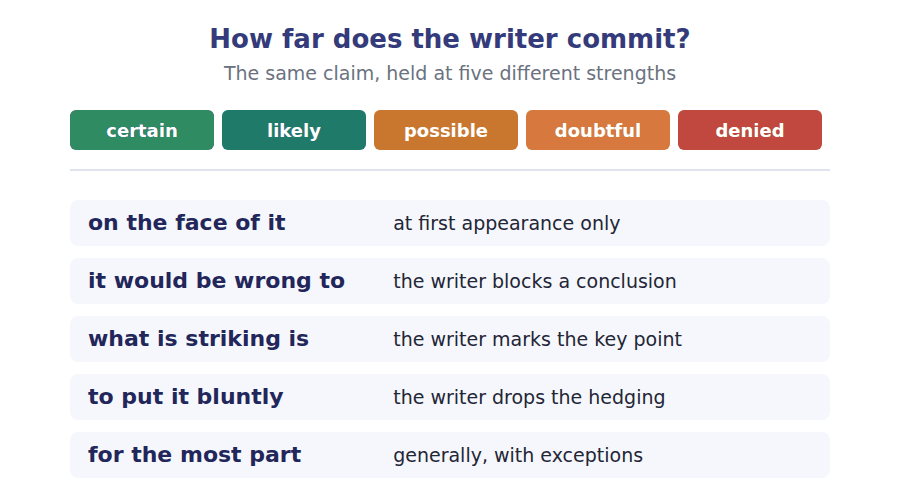 How far does the writer commit?
The same claim, held at five different strengths
certain likely possible doubtful denied
on the face of it at first appearance only
it would be wrong to the writer blocks a conclusion
what is striking is the writer marks the key point
to put it bluntly the writer drops the hedging
for the most part generally, with exceptions